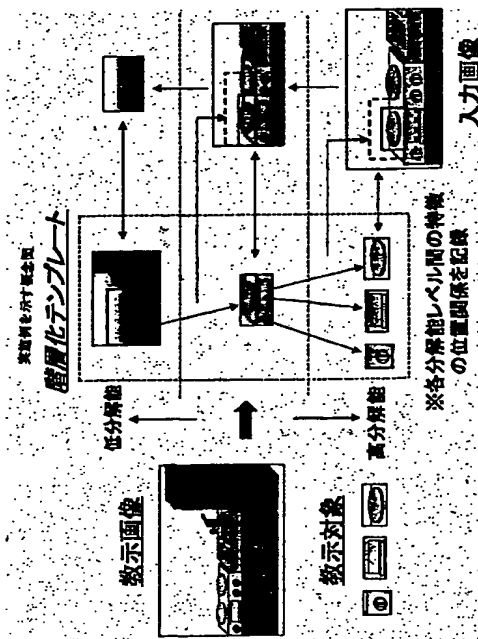 実施例を示す概念図
階層化テンプレート
教示画像
低分解能
高分解能
教示対象
入力画像
※各分解能レベル間の特徴
の位置関係を記録